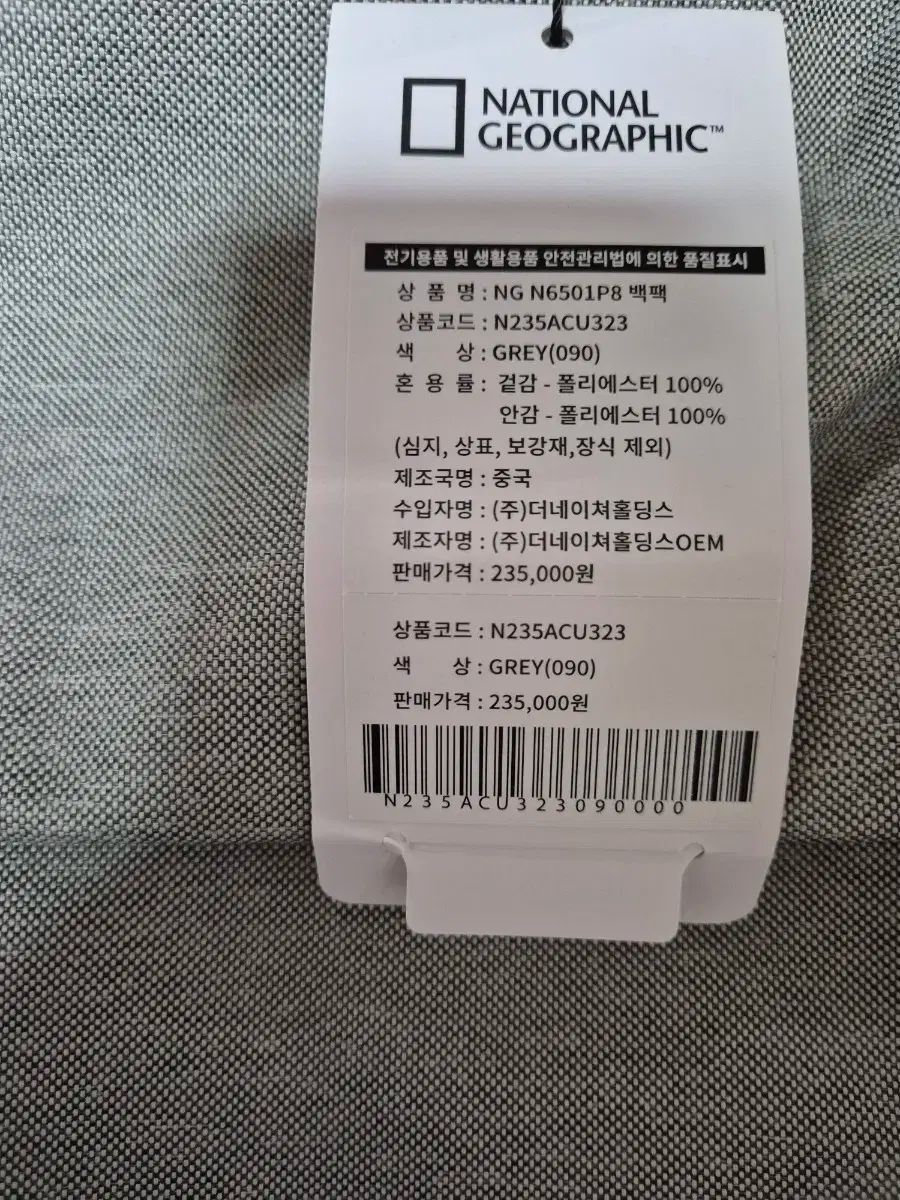 NATIONAL
GEOGRAPHIC™
전기용품 및 생활용품 안전관리법에 의한 품질표시
상 품 명 : NG N6501P8 백팩
상품코드 : N235ACU323
색 상 : GREY(090)
혼 용 률 : 겉감 - 폴리에스터 100%
안감 - 폴리에스터 100%
(심지, 상표, 보강재,장식 제외)
제조국명 : 중국
수입자명 : (주)더네이쳐홀딩스
제조자명 : (주)더네이쳐홀딩스OEM
판매가격 : 235,000원
상품코드 : N235ACU323
색 상 : GREY(090)
판매가격 : 235,000원
N235ACU323090000